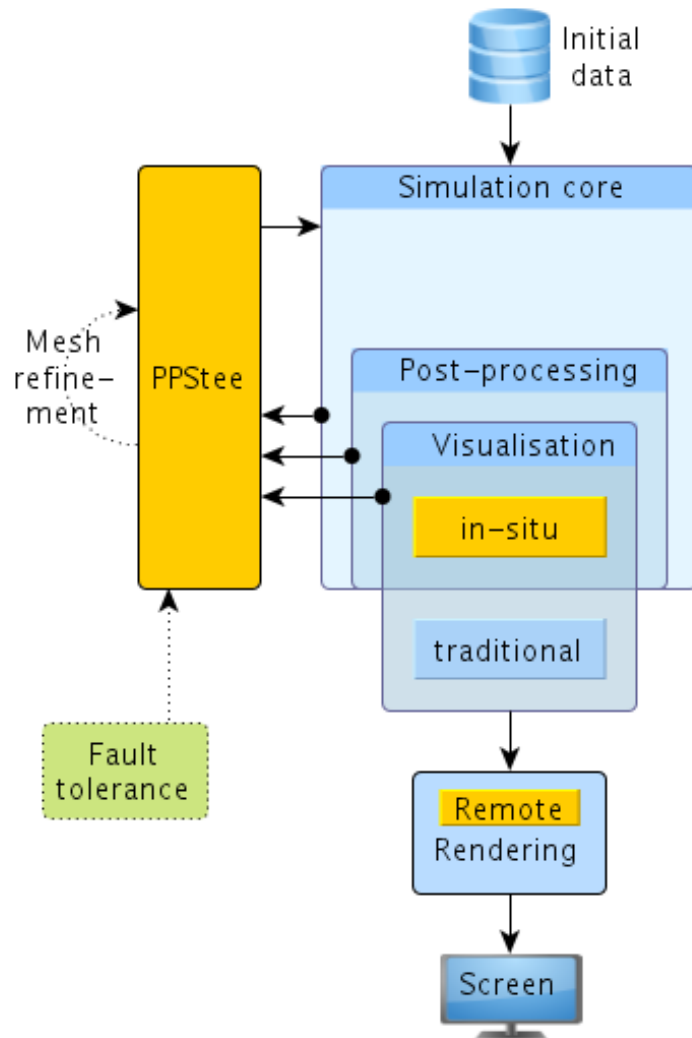 Initial
data
Simulation core
Mesh
refine–
ment
PPStee
Post–processing
Visualisation
in–situ
traditional
Fault
tolerance
Remote
Rendering
Screen